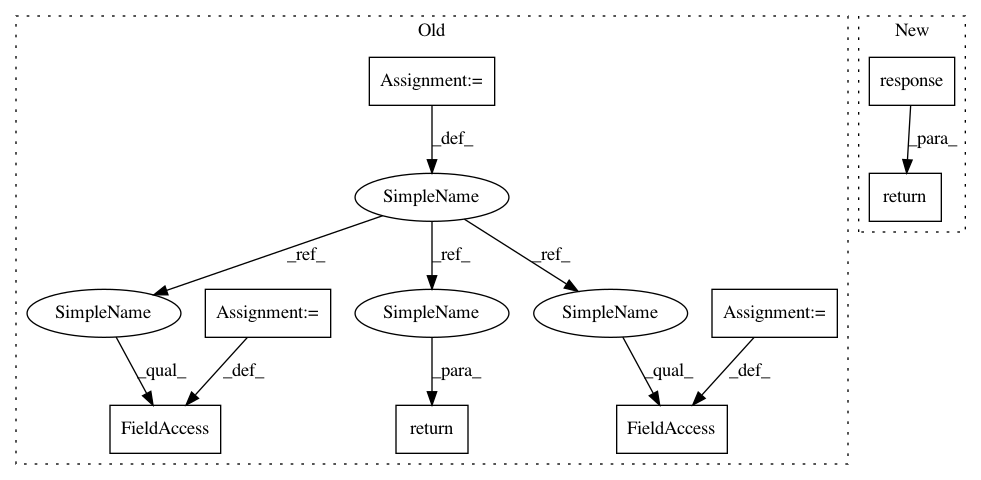 Old
New
Assignment:=
response
_def_
_para_
SimpleName
return
_ref_
_ref_
_ref_
SimpleName
Assignment:=
SimpleName
SimpleName
Assignment:=
_qual_
_def_
_para_
_qual_
_def_
FieldAccess
return
FieldAccess